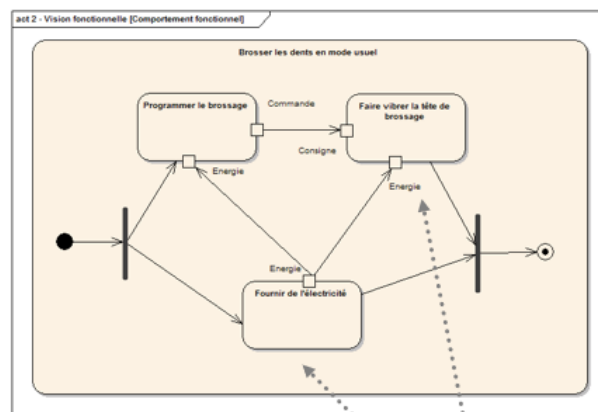 act 2 - Vision fonctionnelle [Comportement fonctionnel]
Brosser les dents en mode usuel
Programmer le brossage
Commande
Faire vibrer la tête de
brossage
Consigne
Energie
Energie
Energie
Fournir de l'électricité